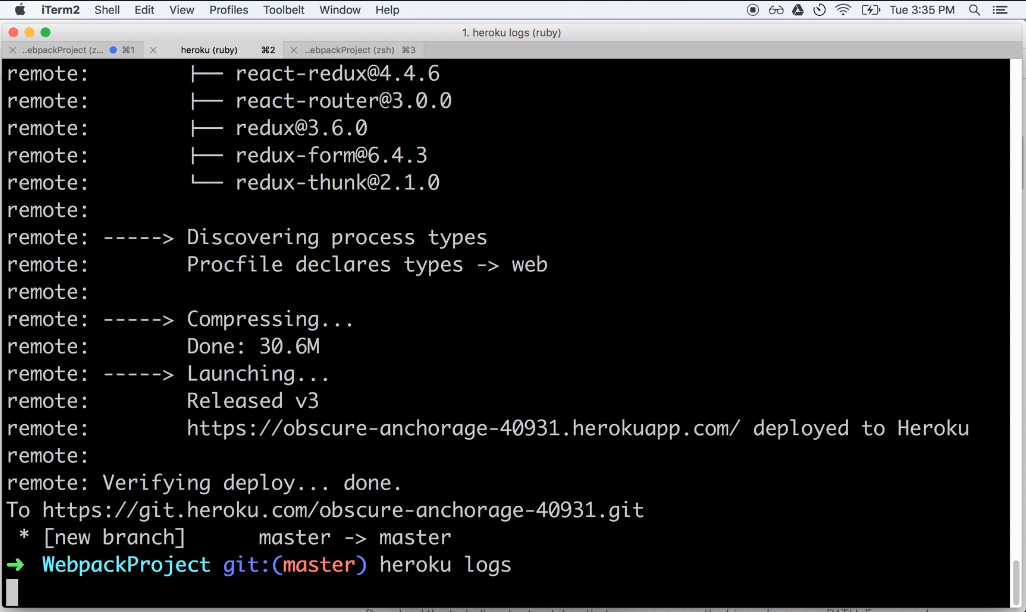 iTerm2 Shell Edit View Profiles Toolbelt Window Help Tue 3:35 PM
1. heroku logs (ruby)
× ..ebpackProject (z... ⌘1 × heroku (ruby) ⌘2 × ..ebpackProject (zsh) ⌘3
remote: ├── react-redux@4.4.6
remote: ├── react-router@3.0.0
remote: ├── redux@3.6.0
remote: ├── redux-form@6.4.3
remote: └── redux-thunk@2.1.0
remote:
remote: -----> Discovering process types
remote: Procfile declares types -> web
remote:
remote: -----> Compressing...
remote: Done: 30.6M
remote: -----> Launching...
remote: Released v3
remote: https://obscure-anchorage-40931.herokuapp.com/ deployed to Heroku
remote:
remote: Verifying deploy... done.
To https://git.heroku.com/obscure-anchorage-40931.git
* [new branch] master -> master
➜ WebpackProject git:(master) heroku logs